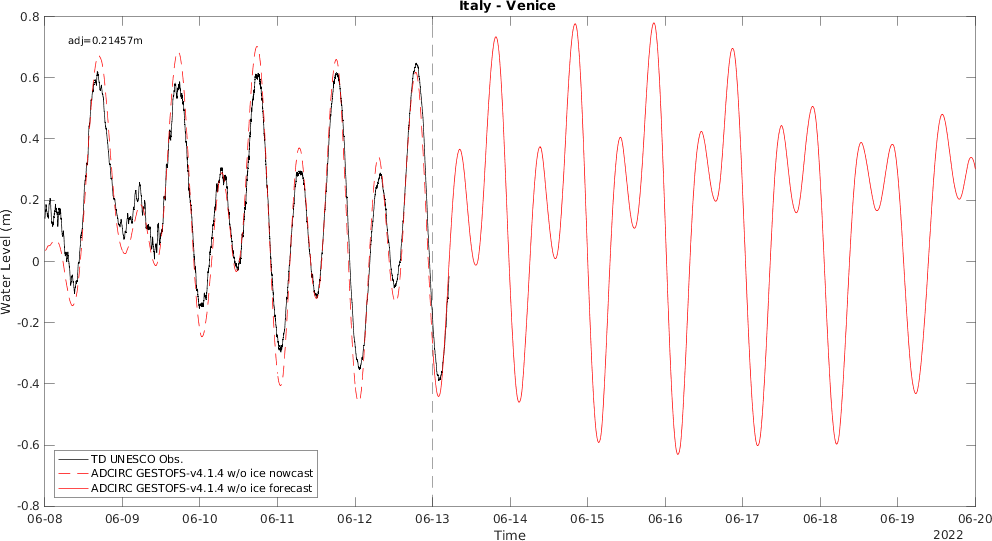 Italy - Venice
adj=0.21457m
Water Level (m)
0.8
0.6
0.4
0.2
0
-0.2
-0.4
-0.6
-0.8
TD UNESCO Obs.
ADCIRC GESTOFS-v4.1.4 w/o ice nowcast
ADCIRC GESTOFS-v4.1.4 w/o ice forecast
06-08 06-09 06-10 06-11 06-12 06-13 06-14 06-15 06-16 06-17 06-18 06-19 06-20
Time
2022